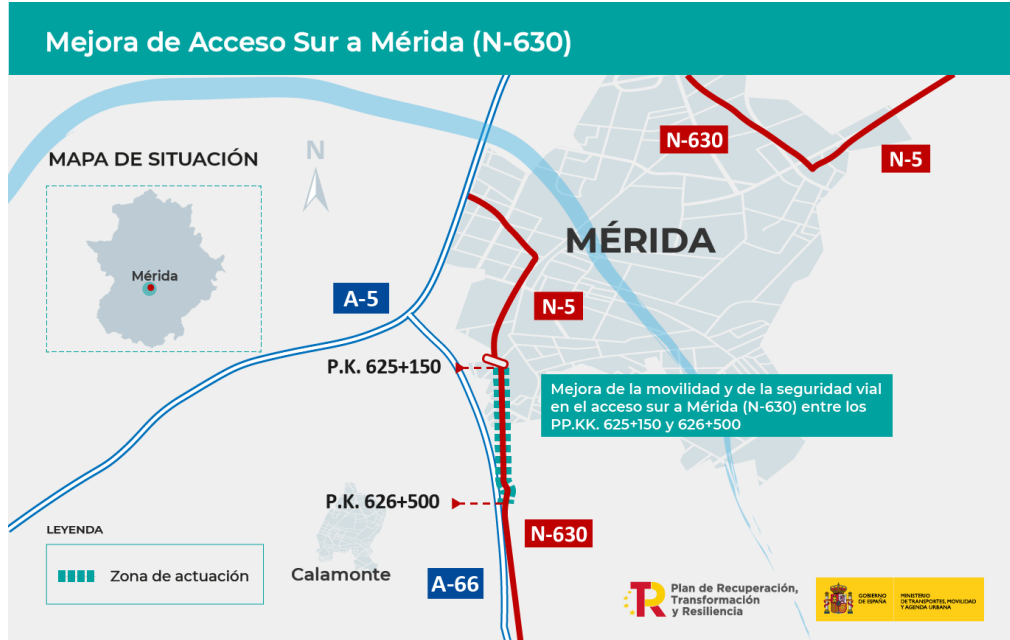 Mejora de Acceso Sur a Mérida (N-630)
MAPA DE SITUACIÓN
N
N-630
N-5
MÉRIDA
Mérida
A-5
N-5
P.K. 625+150
Mejora de la movilidad y de la seguridad vial
en el acceso sur a Mérida (N-630) entre los
PP.KK. 625+150 y 626+500
P.K. 626+500
N-630
LEYENDA
Zona de actuación
Calamonte
A-66
Plan de Recuperación,
Transformación
y Resiliencia
GOBIERNO
DE ESPAÑA
MINISTERIO
DE TRANSPORTES, MOVILIDAD
Y AGENDA URBANA